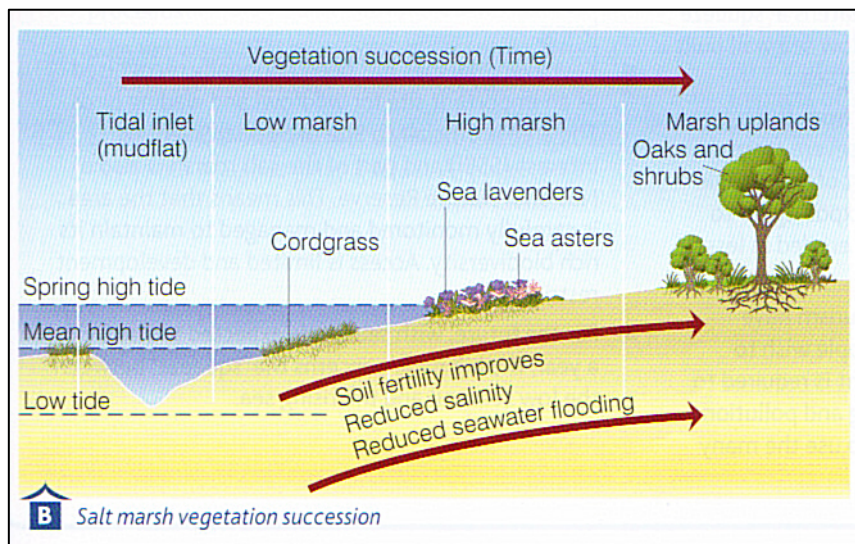 Vegetation succession (Time)
Tidal inlet
(mudflat)
Low marsh
High marsh
Marsh uplands
Oaks and
shrubs
Sea lavenders
Cordgrass
Sea asters
Spring high tide
Mean high tide
Low tide
Soil fertility improves
Reduced salinity
Reduced seawater flooding
B Salt marsh vegetation succession